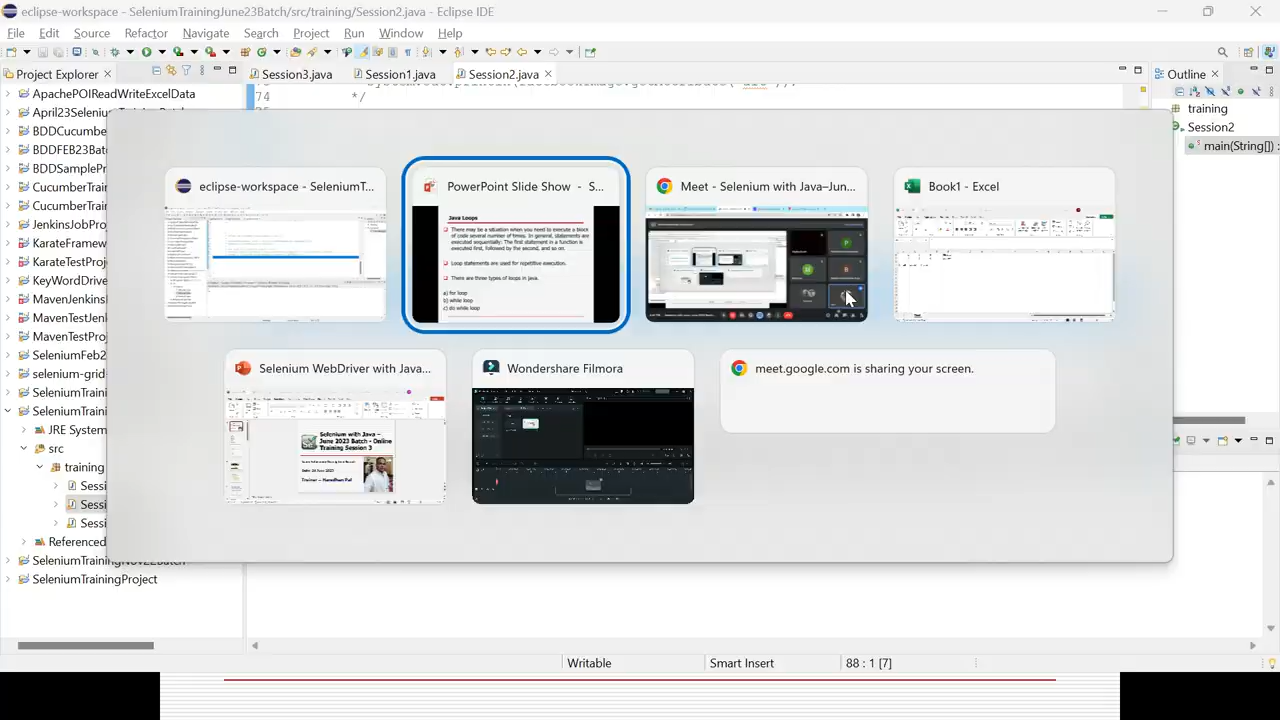 eclipse-workspace - SeleniumTrainingJune23Batch/src/training/Session2.java - Eclipse IDE
File Edit Source Refactor Navigate Search Project Run Window Help
Project Explorer
Session3.java
Session1.java
Session2.java
Outline
74 */
ApachePOIReadWriteExcelData
BDDCucumbe
BDDFEB23Bat
BDDSamplePr
CucumberTrai
CucumberTrai
JenkinsJobPro
KarateFramew
KarateTestPro
KeyWordDri
MavenJenkins
MavenTestJenk
MavenTestProj
SeleniumFeb2
selenium-grid-
SeleniumTraini
SeleniumTraini
JRE System
src
training
Sessi
Sessi
Sessi
Referenced
SeleniumTrainingNov22Batch
SeleniumTrainingProject
training
Session2
main(String[]) :
eclipse-workspace - SeleniumT...
PowerPoint Slide Show - S...
Java Loops
There may be a situation when you need to execute a block
of code several number of times. In general, statements are
executed sequentially: The first statement in a function is
executed first, followed by the second, and so on.
Loop statements are used for repetitive execution.
There are three types of loops in java.
a) for loop
b) while loop
c) do while loop
Meet - Selenium with Java–Jun...
Book1 - Excel
Selenium WebDriver with Java...
Selenium with Java –
June 2023 Batch - Online
Training Session 3
Wondershare Filmora
meet.google.com is sharing your screen.
Writable
Smart Insert
88 : 1 [7]